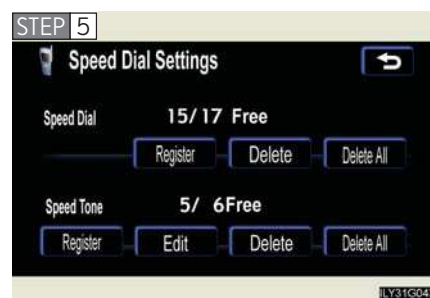 STEP 5
Speed Dial Settings
Speed Dial 15/17 Free
Register Delete Delete All
Speed Tone 5/ 6Free
Register Edit Delete Delete All
ILY31G04